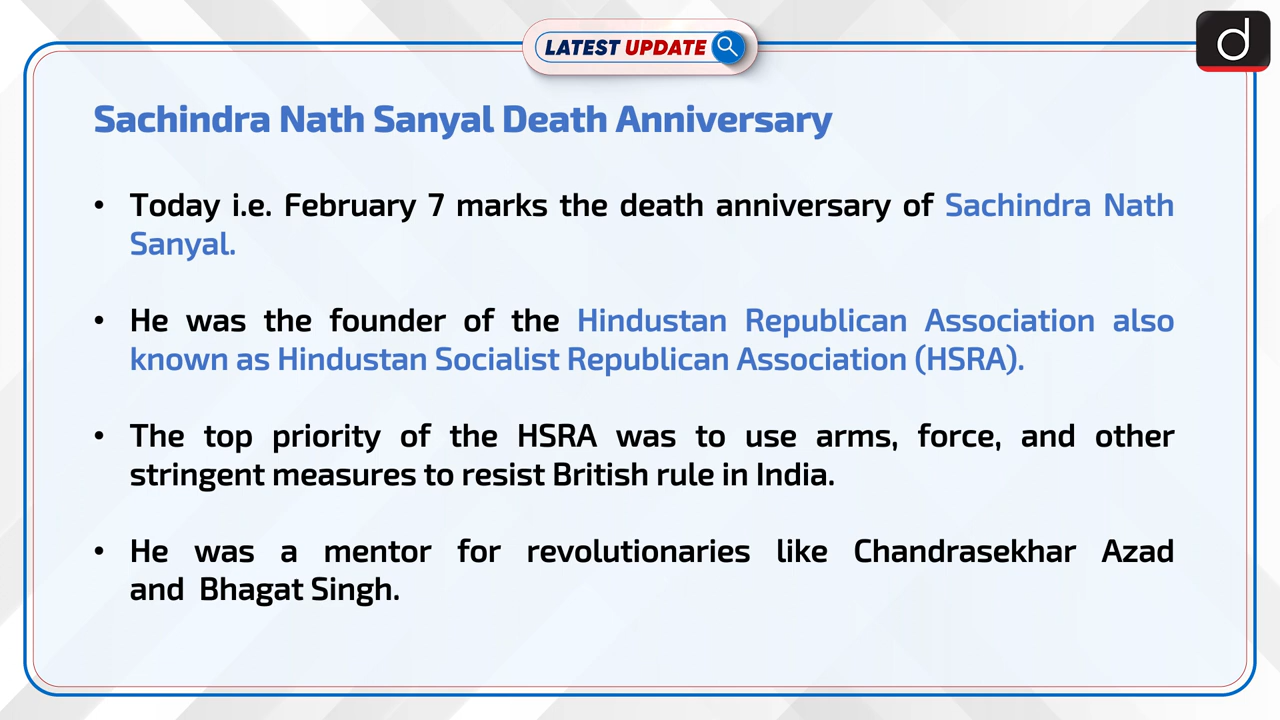 LATEST UPDATE
d
Sachindra Nath Sanyal Death Anniversary
• Today i.e. February 7 marks the death anniversary of Sachindra Nath
Sanyal.
• He was the founder of the Hindustan Republican Association also
known as Hindustan Socialist Republican Association (HSRA).
• The top priority of the HSRA was to use arms, force, and other
stringent measures to resist British rule in India.
• He was a mentor for revolutionaries like Chandrasekhar Azad
and Bhagat Singh.